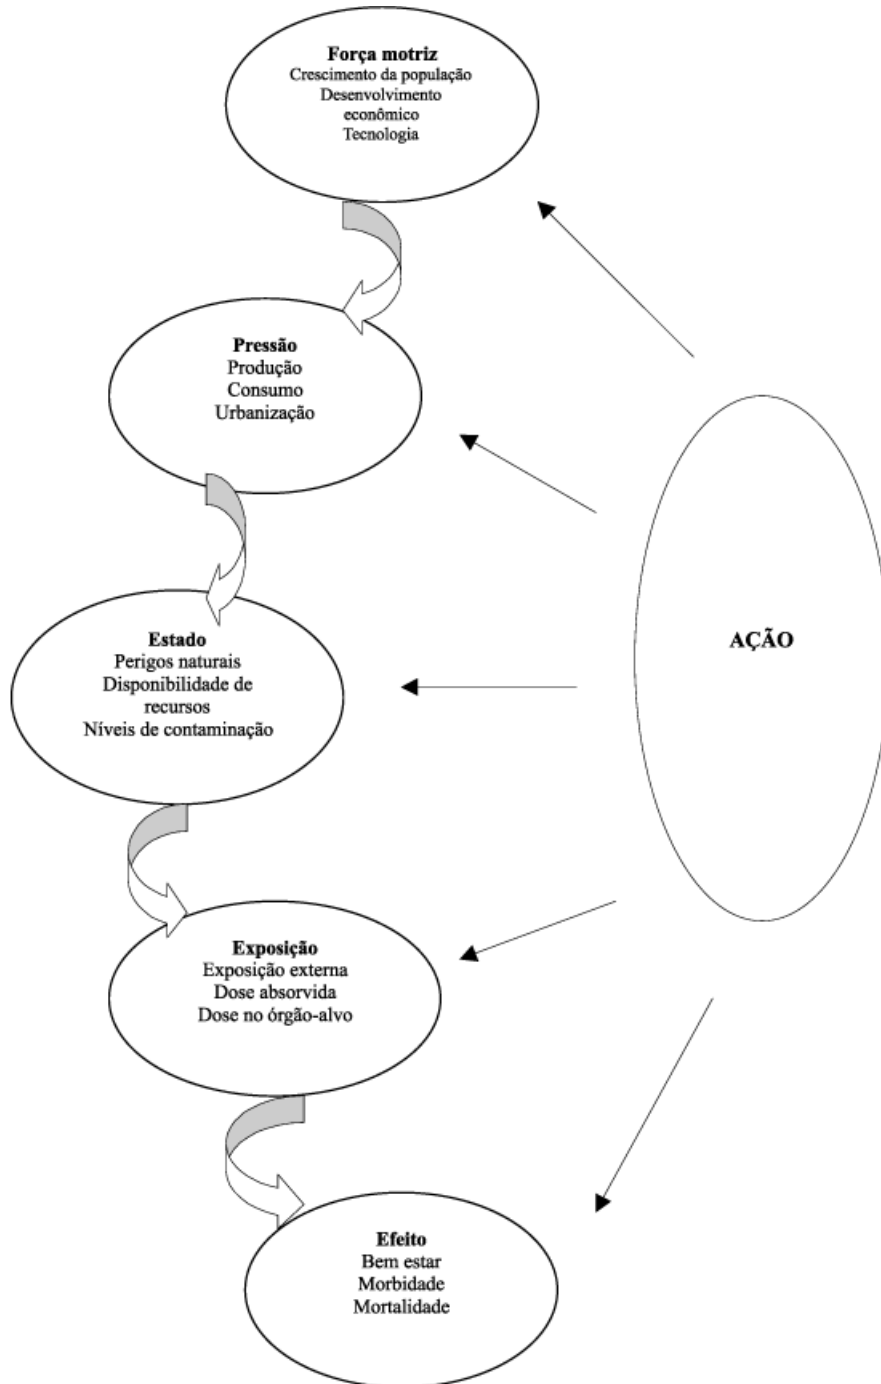 Força motriz
Crescimento da população
Desenvolvimento
econômico
Tecnologia
Pressão
Produção
Consumo
Urbanização
AÇÃO
Estado
Perigos naturais
Disponibilidade de
recursos
Níveis de contaminação
Exposição
Exposição externa
Dose absorvida
Dose no órgão-alvo
Efeito
Bem estar
Morbidade
Mortalidade